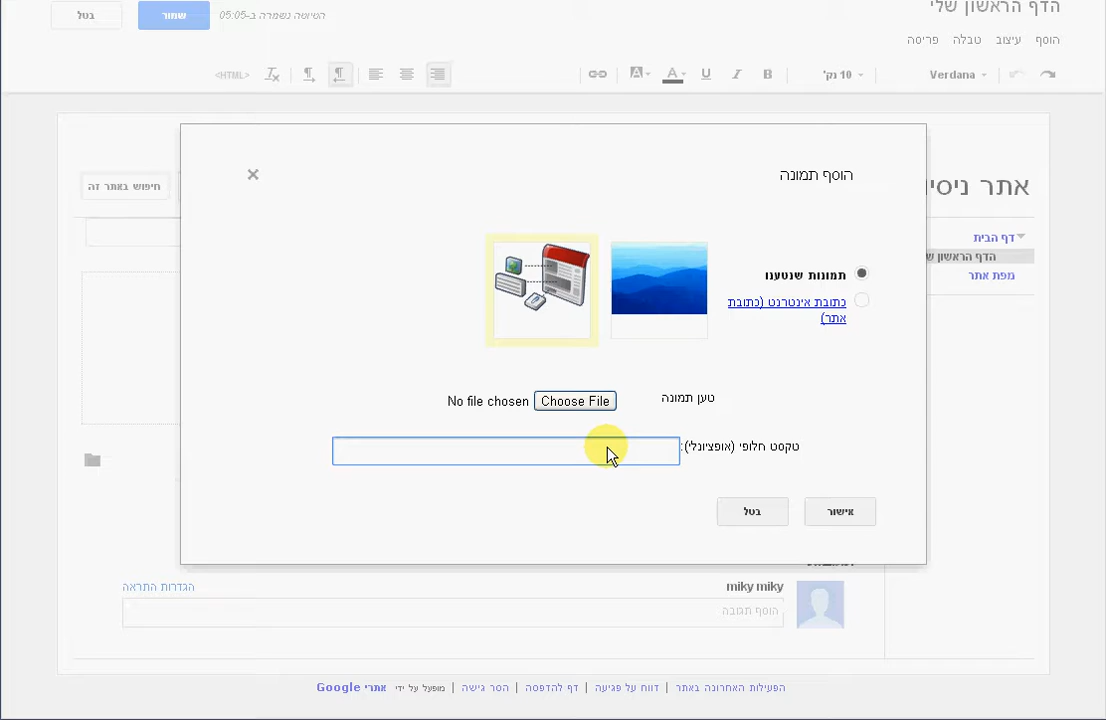 הדף הראשון שלי
הוסף עיצוב טבלה פריסה
הטיוטה נשמרה ב-05:05 שמור בטל
Verdana 10 נק' B I U A A <HTML>
הוסף תמונה ×
אתר ניסי
חיפוש באתר זה
דף הבית
הדף הראשון ש
מפת אתר
תמונות שנטענו
כתובת אינטרנט (כתובת
אתר)
טען תמונה Choose File No file chosen
טקסט חלופי (אופציונלי):
אישור בטל
miky miky הגדרות התראה
הוסף תגובה
הפעילות האחרונה באתר | דווח על פגיעה | דף להדפסה | הסר גישה | מופעל על ידי אתרי Google